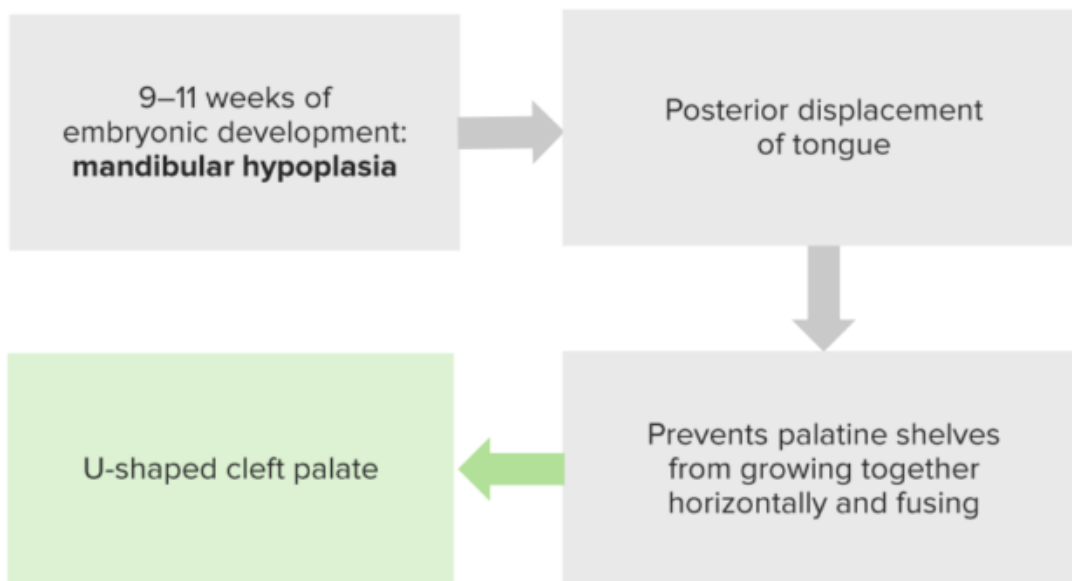 9–11 weeks of
embryonic development:
mandibular hypoplasia
Posterior displacement
of tongue
Prevents palatine shelves
from growing together
horizontally and fusing
U-shaped cleft palate